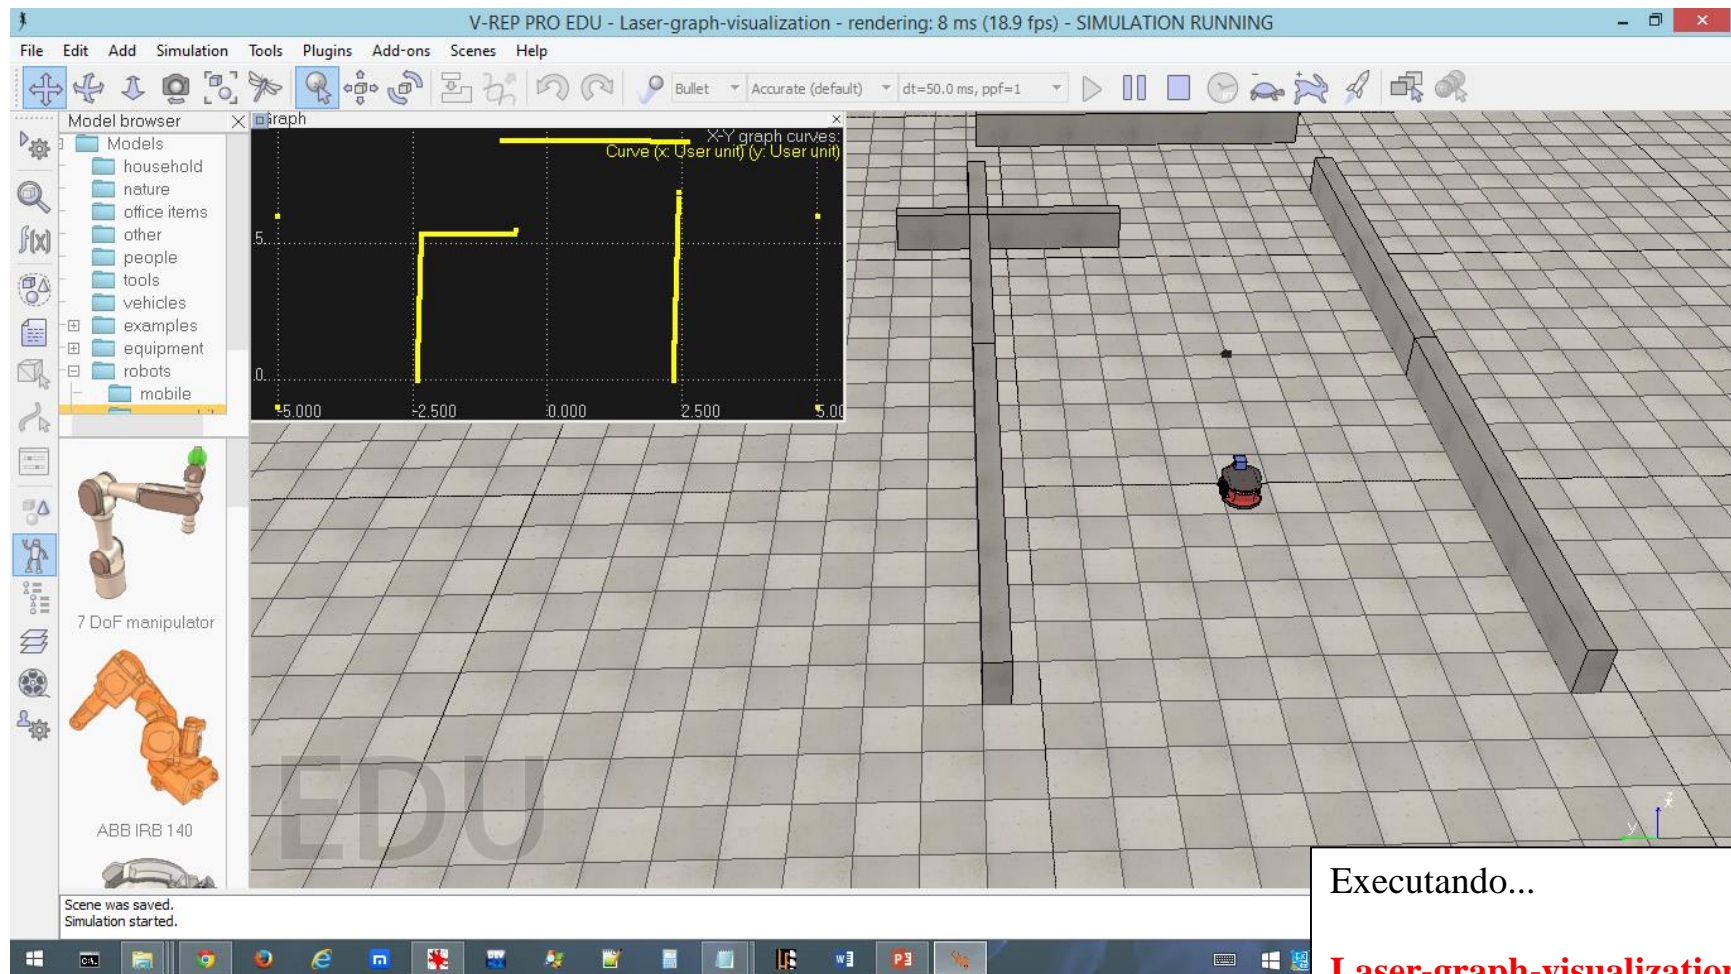 V-REP PRO EDU - Laser-graph-visualization - rendering: 8 ms (18.9 fps) - SIMULATION RUNNING
File Edit Add Simulation Tools Plugins Add-ons Scenes Help
Bullet Accurate (default) dt=50.0 ms, ppf=1
Model browser
Models
household
nature
office items
other
people
tools
vehicles
examples
equipment
robots
mobile
7 DoF manipulator
ABB IRB 140
X-Y graph curves:
Curve (x: User unit) (y: User unit)
5.
0.
-5.000 -2.500 0.000 2.500 5.00
EDU
z
y
Scene was saved.
Simulation started.
Executando...
Laser-graph-visualization